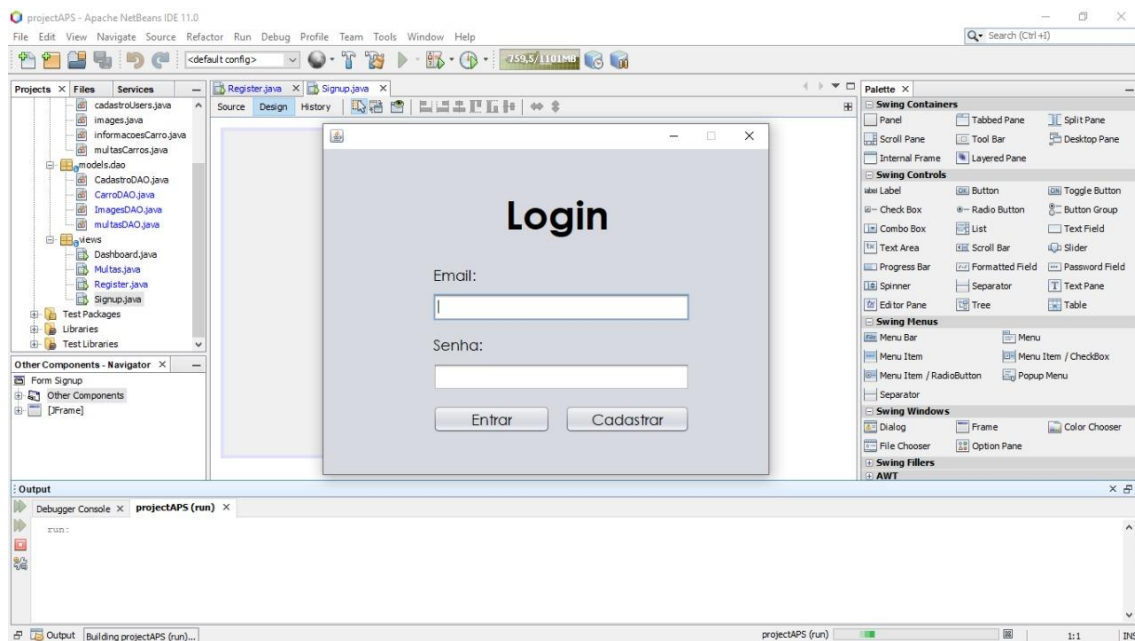 projectAPS - Apache NetBeans IDE 11.0
File Edit View Navigate Source Refactor Run Debug Profile Team Tools Window Help
Search (Ctrl+I)
<default config>
759,5/1101MB
Projects Files Services
cadastroUsers.java
images.java
informacoesCarro.java
multasCarros.java
models.dao
CadastroDAO.java
CarroDAO.java
ImagesDAO.java
multasDAO.java
views
Dashboard.java
Multas.java
Register.java
Signup.java
Test Packages
Libraries
Test Libraries
Other Components - Navigator
Form Signup
Other Components
[JFrame]
Register.java Signup.java
Source Design History
Login
Email:
Senha:
Entrar Cadastrar
Palette
Swing Containers
Panel Tabbed Pane Split Pane
Scroll Pane Tool Bar Desktop Pane
Internal Frame Layered Pane
Swing Controls
label Label Button Toggle Button
Check Box Radio Button Button Group
Combo Box List Text Field
Text Area Scroll Bar Slider
Progress Bar Formatted Field Password Field
Spinner Separator Text Pane
Editor Pane Tree Table
Swing Menus
Menu Bar Menu
Menu Item Menu Item / CheckBox
Menu Item / RadioButton Popup Menu
Separator
Swing Windows
Dialog Frame Color Chooser
File Chooser Option Pane
Swing Fillers
AWT
Output
Debugger Console projectAPS (run)
run:
Output Building projectAPS (run)... projectAPS (run) 1:1 INS